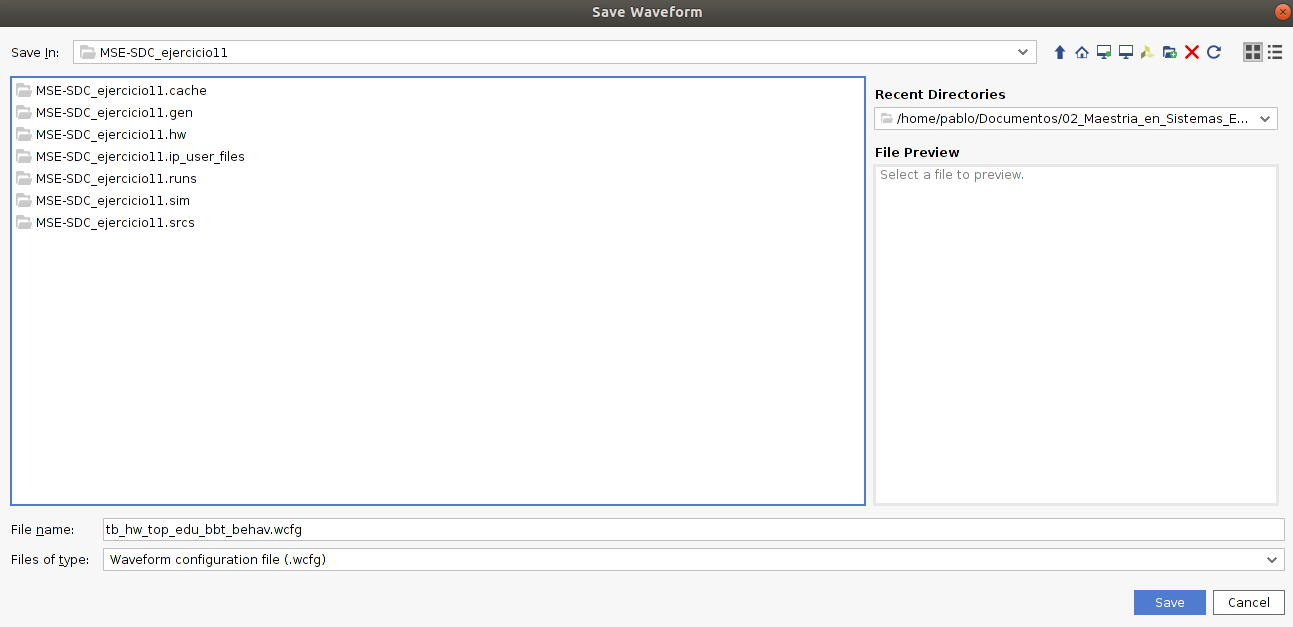 Save Waveform
Save In: MSE-SDC_ejercicio11
MSE-SDC_ejercicio11.cache
MSE-SDC_ejercicio11.gen
MSE-SDC_ejercicio11.hw
MSE-SDC_ejercicio11.ip_user_files
MSE-SDC_ejercicio11.runs
MSE-SDC_ejercicio11.sim
MSE-SDC_ejercicio11.srcs
Recent Directories
/home/pablo/Documentos/02_Maestria_en_Sistemas_E...
File Preview
Select a file to preview.
File name: tb_hw_top_edu_bbt_behav.wcfg
Files of type: Waveform configuration file (.wcfg)
Save Cancel